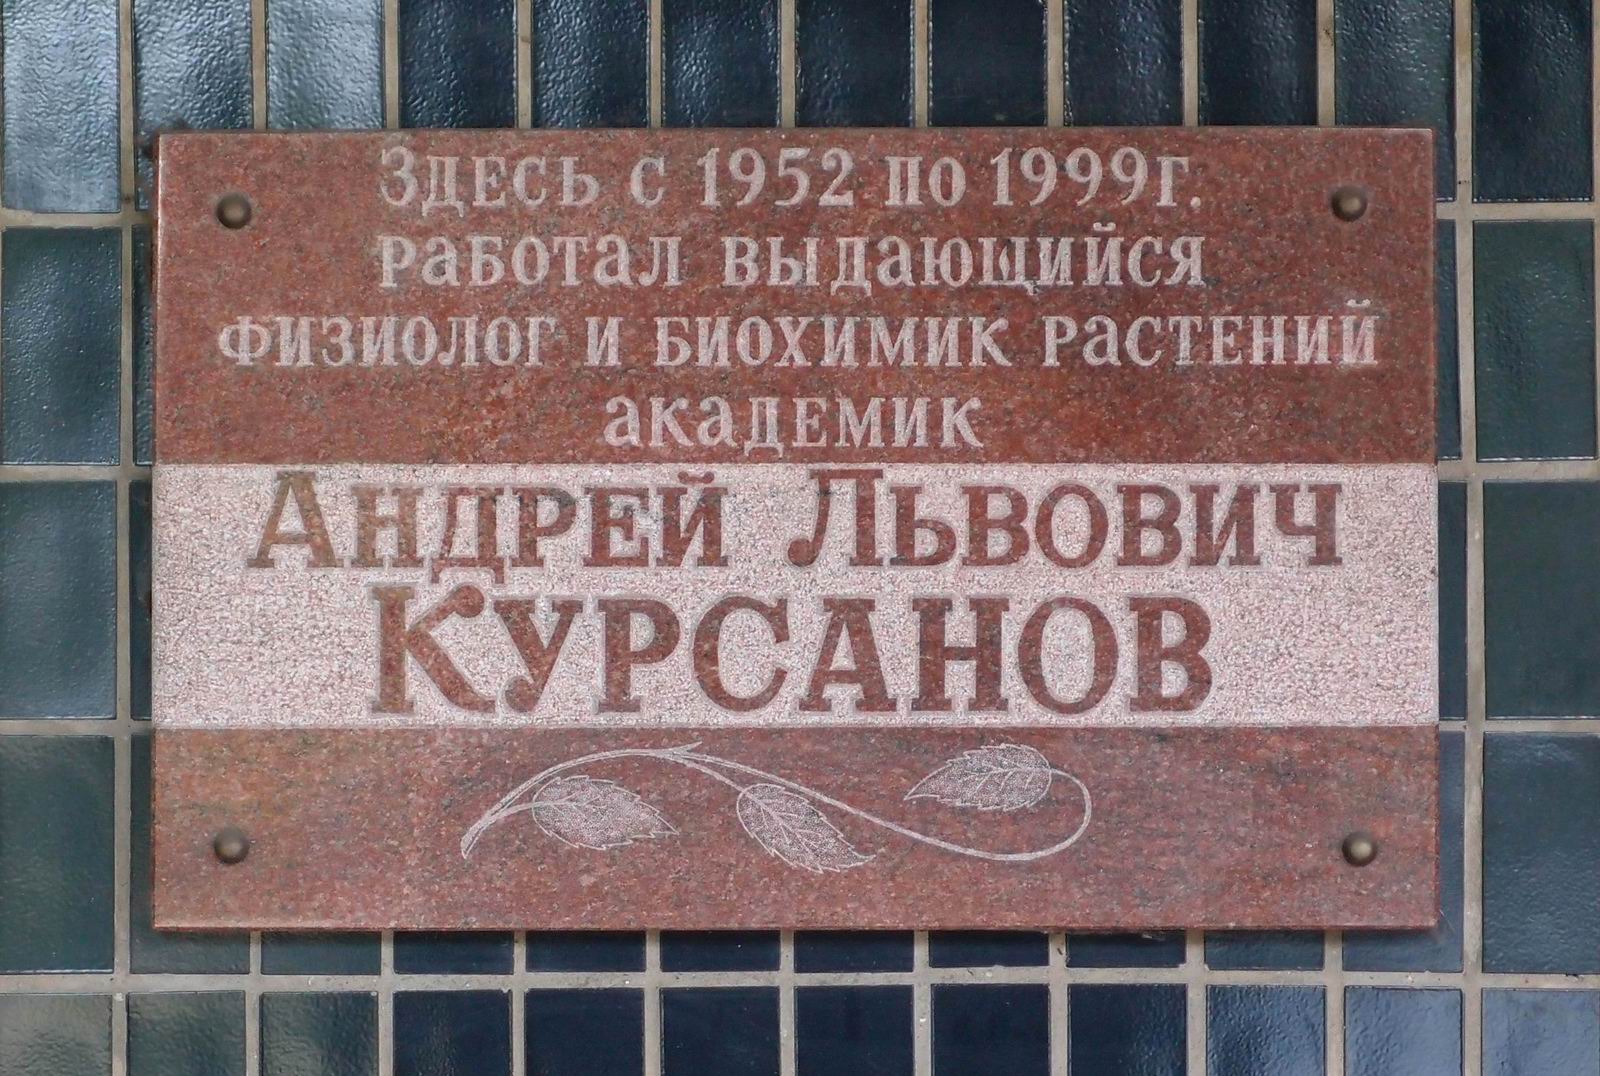 Здесь с 1952 по 1999г.
работал выдающийся
физиолог и биохимик растений
академик
Андрей Львович
Курсанов